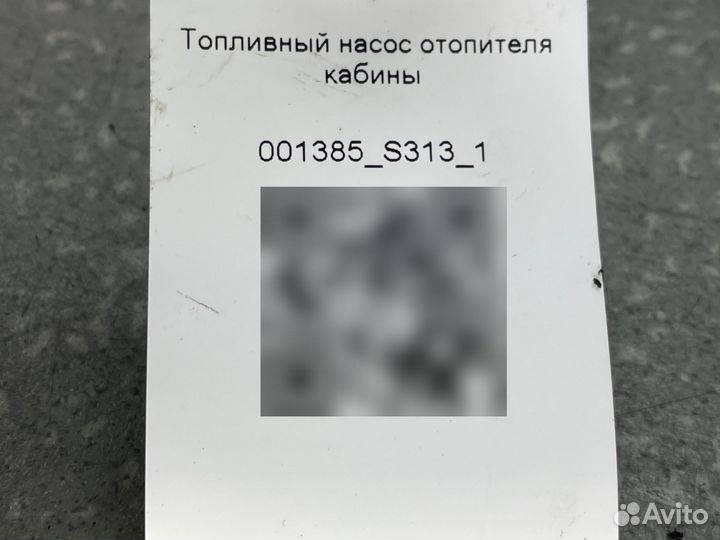 Топливный насос отопителя
кабины
001385_S313_1
Avito